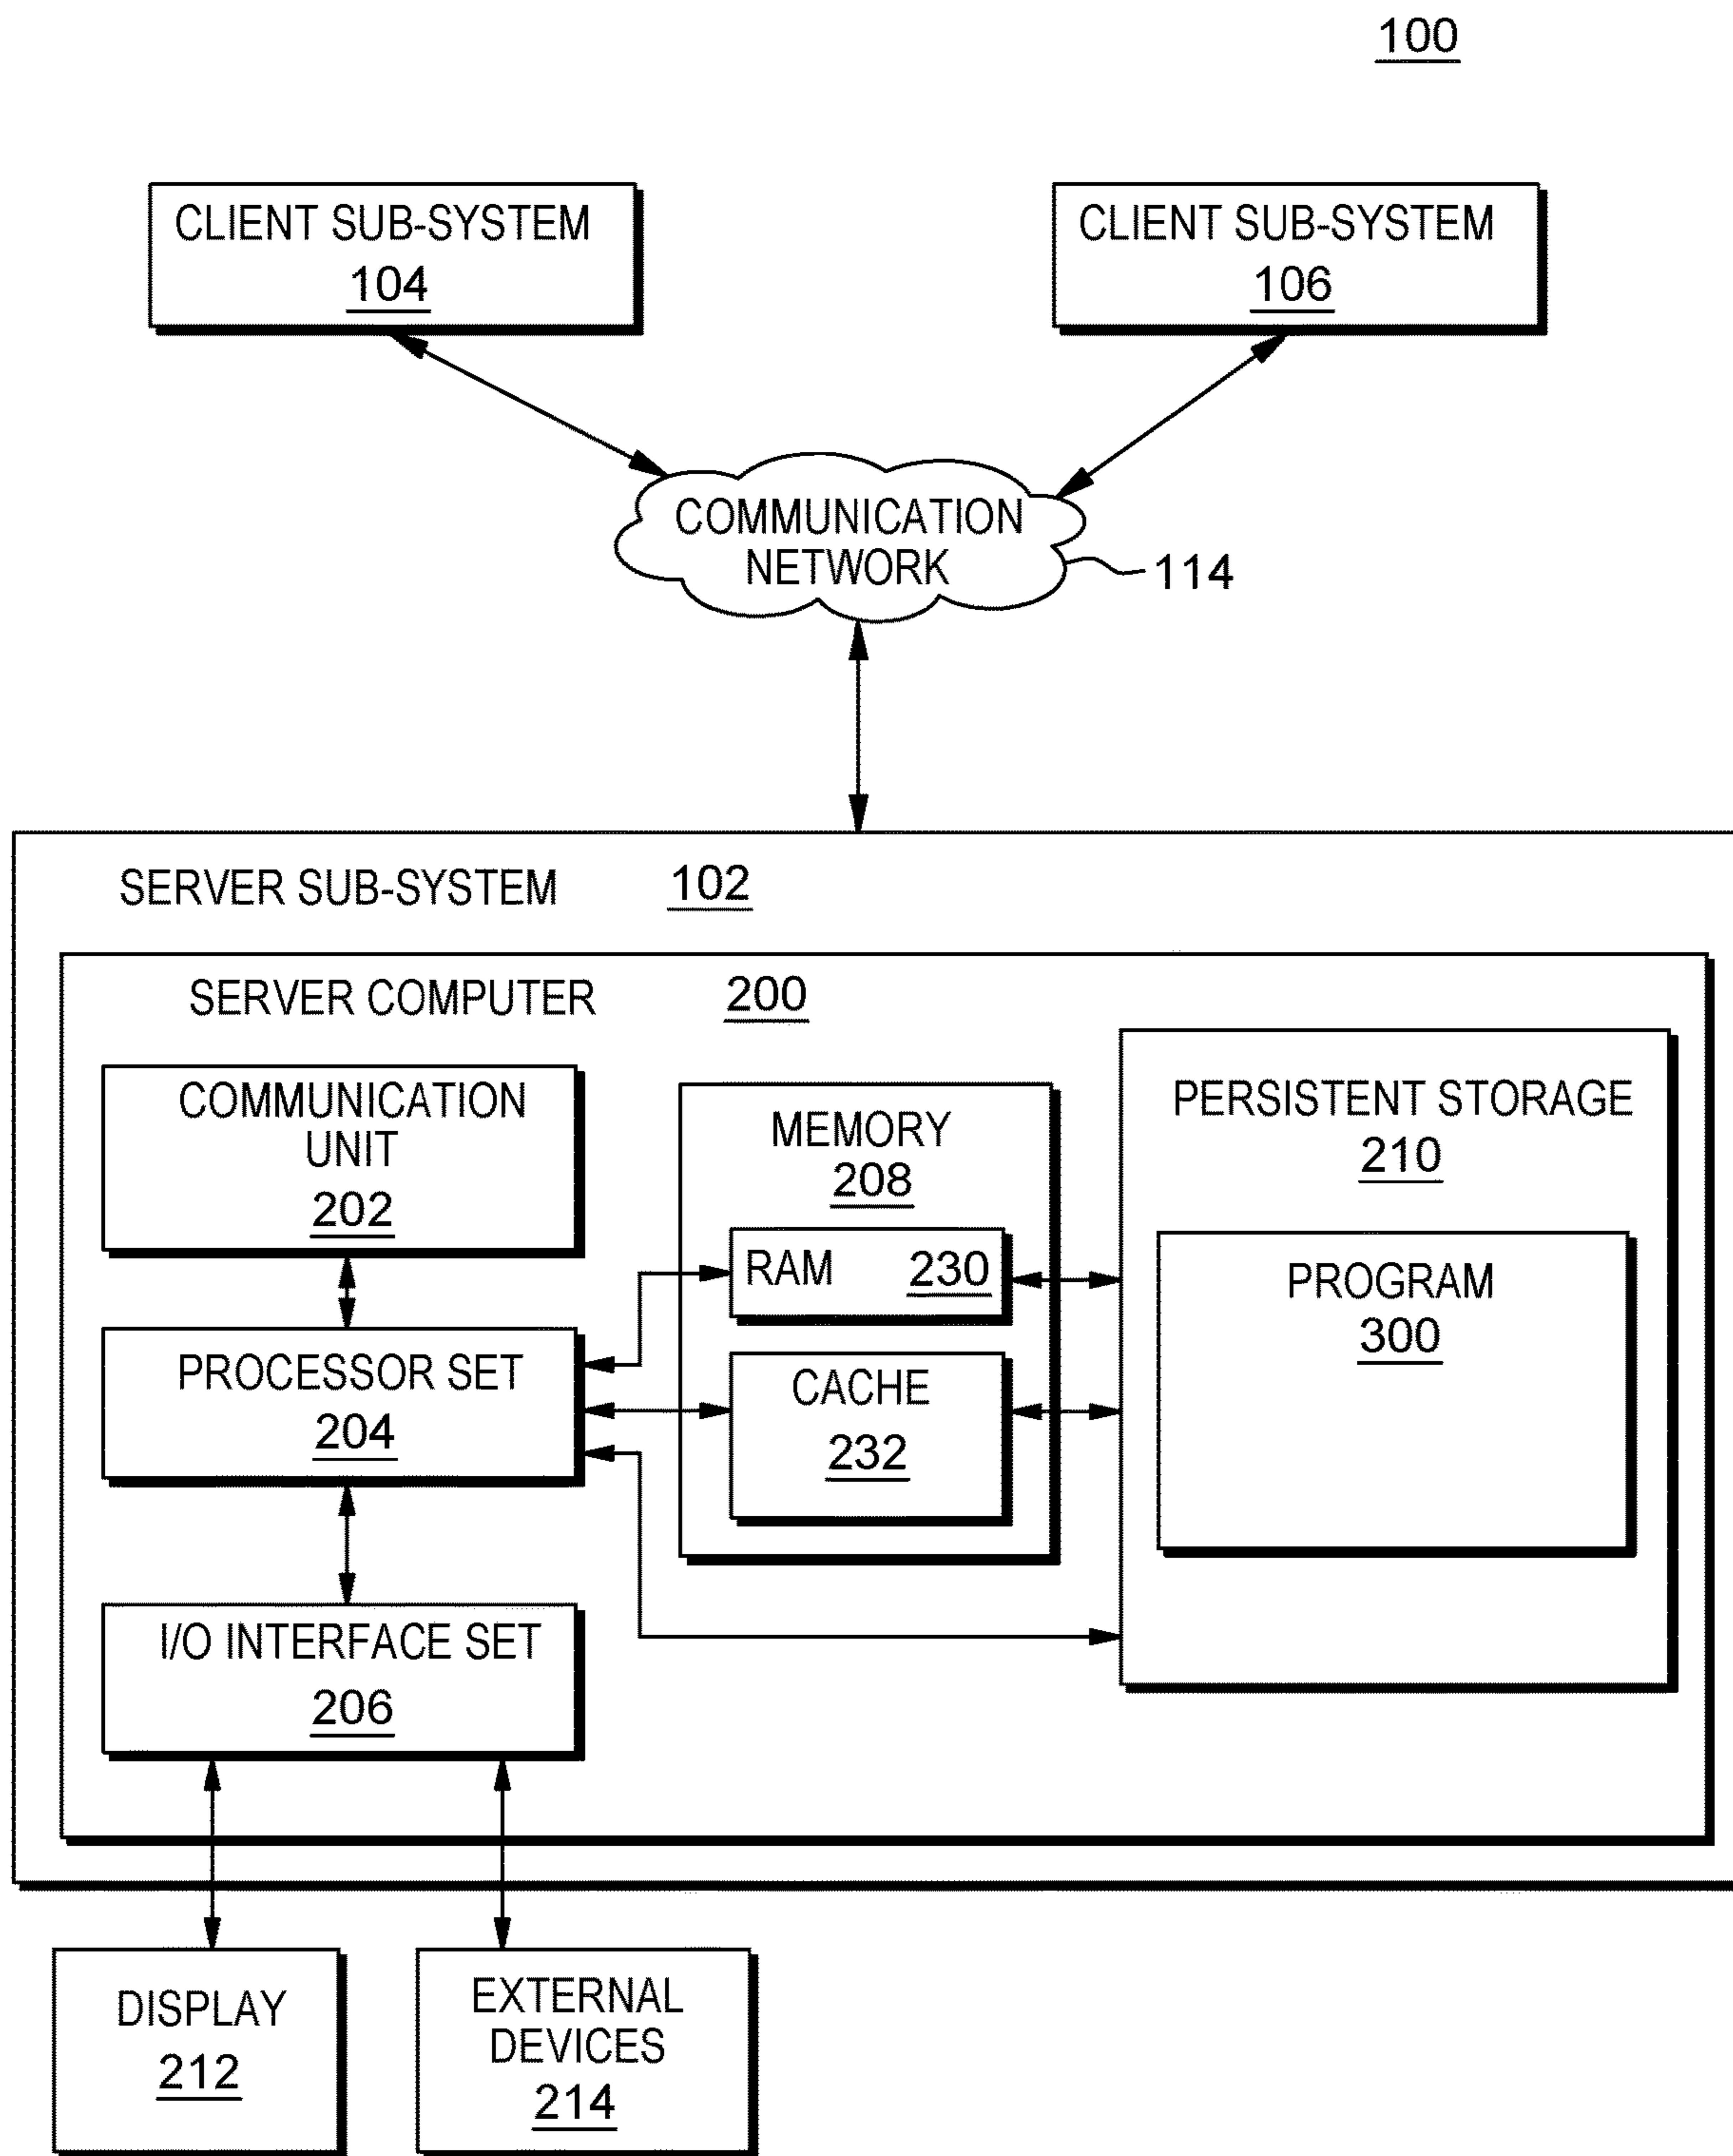 100
CLIENT SUB-SYSTEM
104
CLIENT SUB-SYSTEM
106
COMMUNICATION
NETWORK
114
SERVER SUB-SYSTEM 102
SERVER COMPUTER 200
COMMUNICATION
UNIT
202
PROCESSOR SET
204
I/O INTERFACE SET
206
MEMORY
208
RAM 230
CACHE
232
PERSISTENT STORAGE
210
PROGRAM
300
DISPLAY
212
EXTERNAL
DEVICES
214